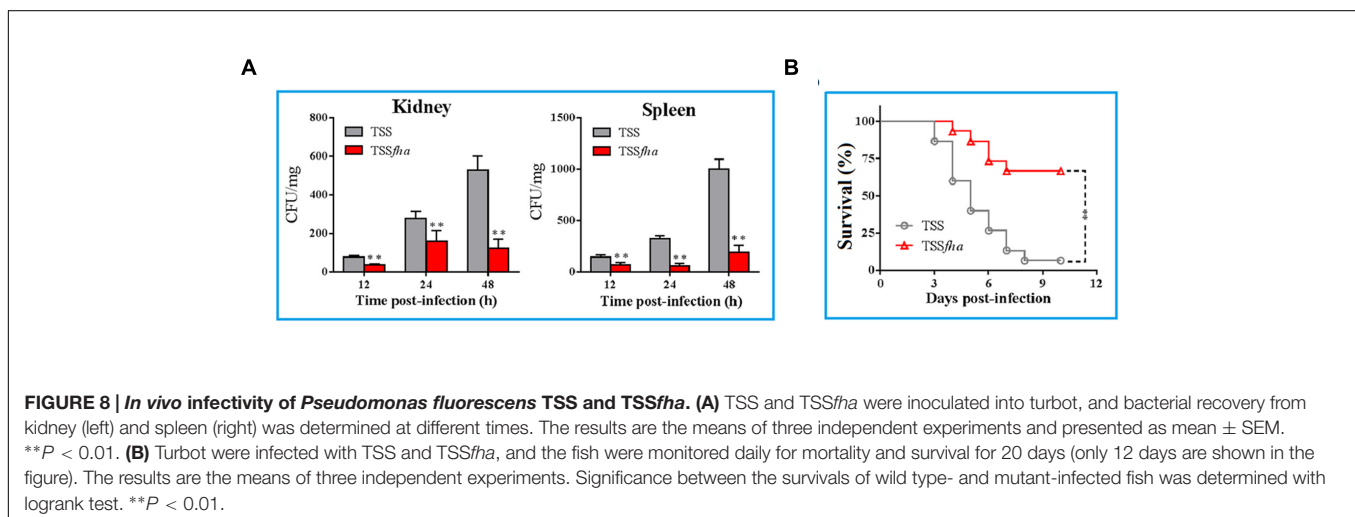 A
B
Kidney
800
600
400
200
0
CFU/mg
TSS
TSSfha
**
**
**
12
24
48
Time post-infection (h)
Spleen
1500
1000
500
0
CFU/mg
TSS
TSSfha
**
**
**
12
24
48
Time post-infection (h)
100
75
50
25
0
Survival (%)
TSS
TSSfha
**
0
3
6
9
12
Days post-infection
FIGURE 8 | In vivo infectivity of Pseudomonas fluorescens TSS and TSSfha. (A) TSS and TSSfha were inoculated into turbot, and bacterial recovery from
kidney (left) and spleen (right) was determined at different times. The results are the means of three independent experiments and presented as mean ± SEM.
**P < 0.01. (B) Turbot were infected with TSS and TSSfha, and the fish were monitored daily for mortality and survival for 20 days (only 12 days are shown in the
figure). The results are the means of three independent experiments. Significance between the survivals of wild type- and mutant-infected fish was determined with
logrank test. **P < 0.01.